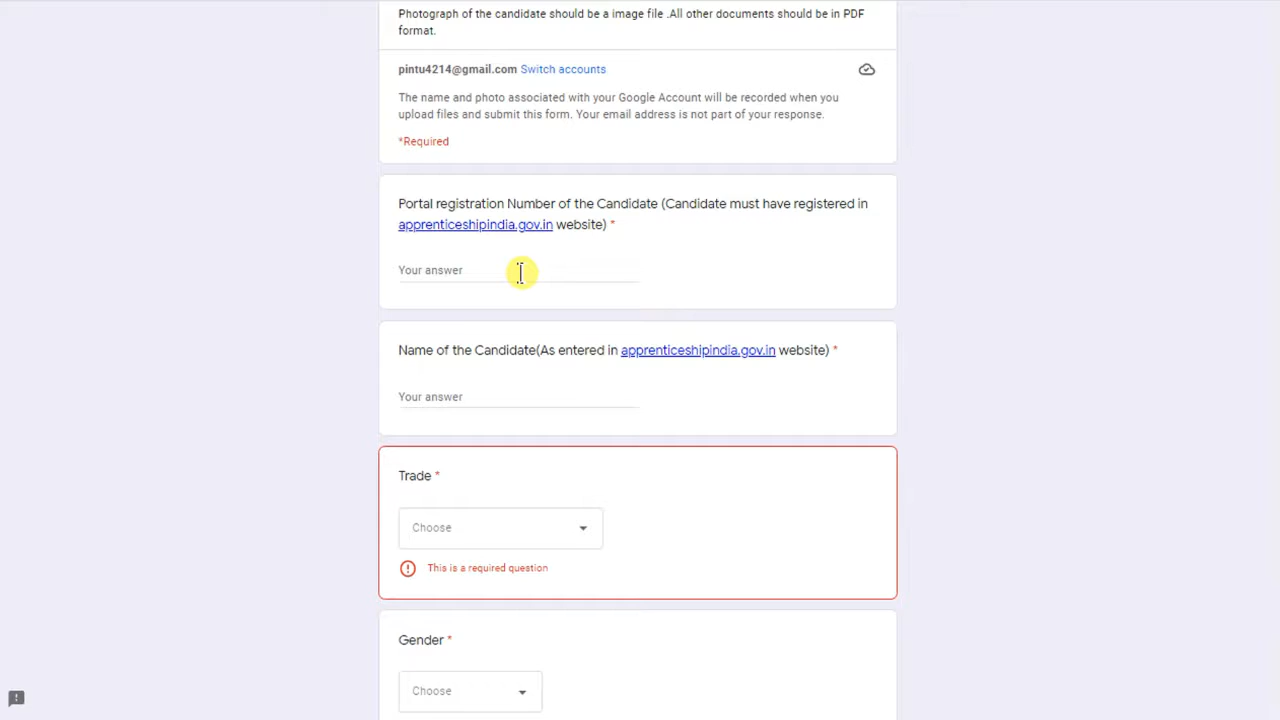 Photograph of the candidate should be a image file .All other documents should be in PDF
format.
pintu4214@gmail.com Switch accounts
The name and photo associated with your Google Account will be recorded when you
upload files and submit this form. Your email address is not part of your response.
*Required
Portal registration Number of the Candidate (Candidate must have registered in
apprenticeshipindia.gov.in website) *
Your answer
Name of the Candidate(As entered in apprenticeshipindia.gov.in website) *
Your answer
Trade *
Choose
This is a required question
Gender *
Choose